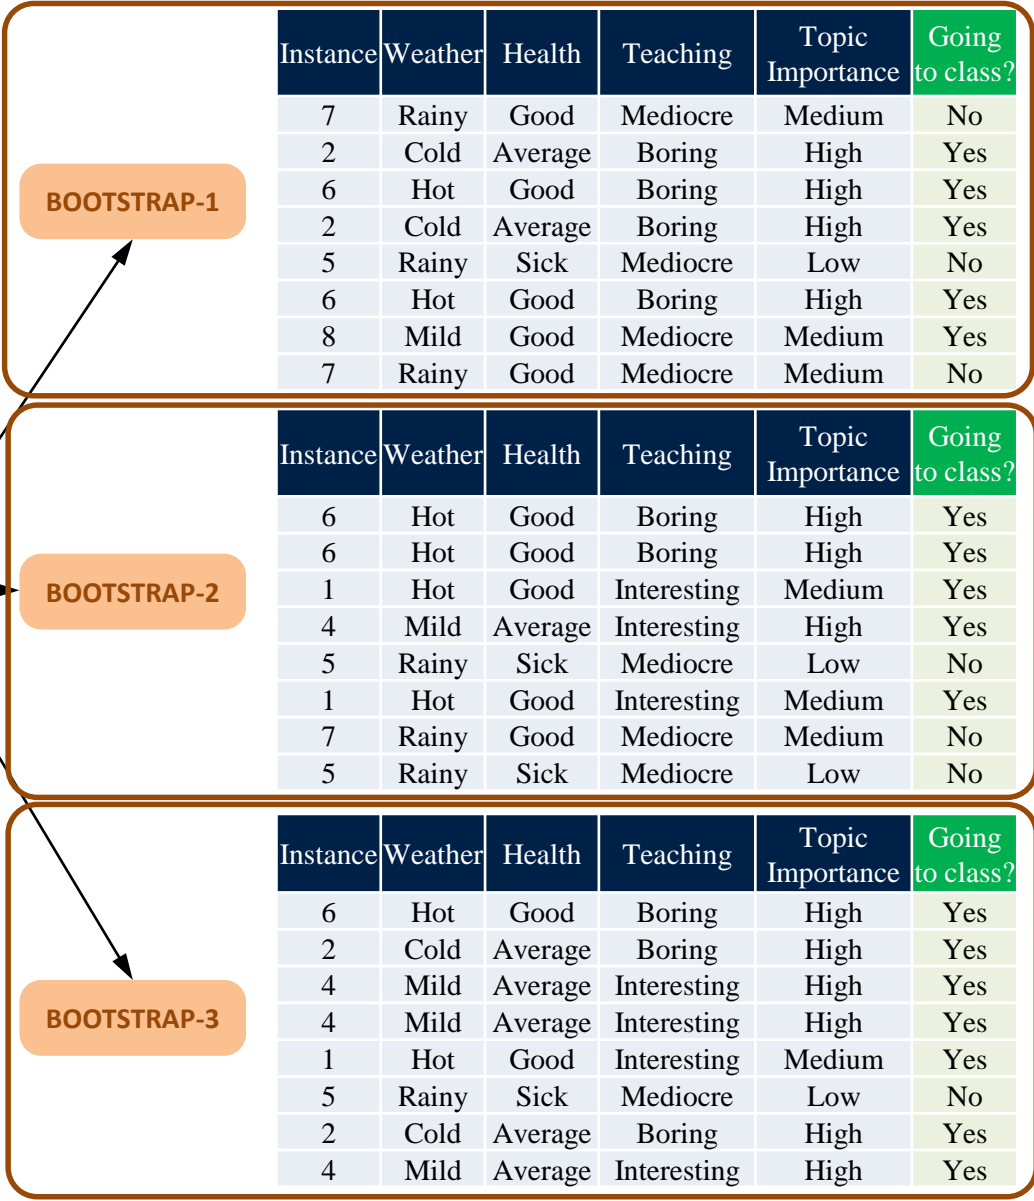 Instance Weather Health Teaching Topic Importance Going to class?
7 Rainy Good Mediocre Medium No
2 Cold Average Boring High Yes
6 Hot Good Boring High Yes
2 Cold Average Boring High Yes
5 Rainy Sick Mediocre Low No
6 Hot Good Boring High Yes
8 Mild Good Mediocre Medium Yes
7 Rainy Good Mediocre Medium No
BOOTSTRAP-1
Instance Weather Health Teaching Topic Importance Going to class?
6 Hot Good Boring High Yes
6 Hot Good Boring High Yes
1 Hot Good Interesting Medium Yes
4 Mild Average Interesting High Yes
5 Rainy Sick Mediocre Low No
1 Hot Good Interesting Medium Yes
7 Rainy Good Mediocre Medium No
5 Rainy Sick Mediocre Low No
BOOTSTRAP-2
Instance Weather Health Teaching Topic Importance Going to class?
6 Hot Good Boring High Yes
2 Cold Average Boring High Yes
4 Mild Average Interesting High Yes
4 Mild Average Interesting High Yes
1 Hot Good Interesting Medium Yes
5 Rainy Sick Mediocre Low No
2 Cold Average Boring High Yes
4 Mild Average Interesting High Yes
BOOTSTRAP-3